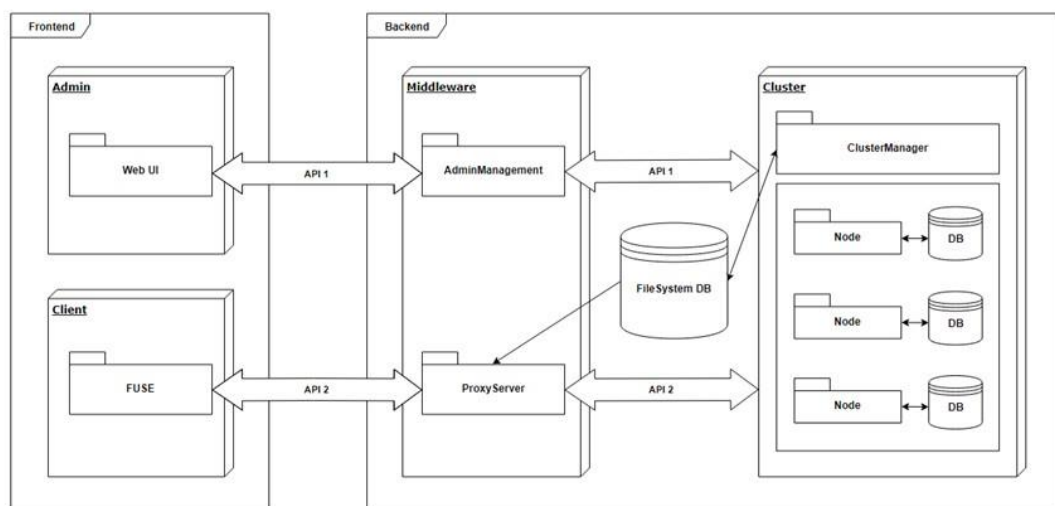 Frontend
Backend
Admin
Middleware
Cluster
Web UI
API 1
AdminManagement
API 1
ClusterManager
Node
DB
FileSystem DB
Client
Node
DB
FUSE
API 2
ProxyServer
API 2
Node
DB